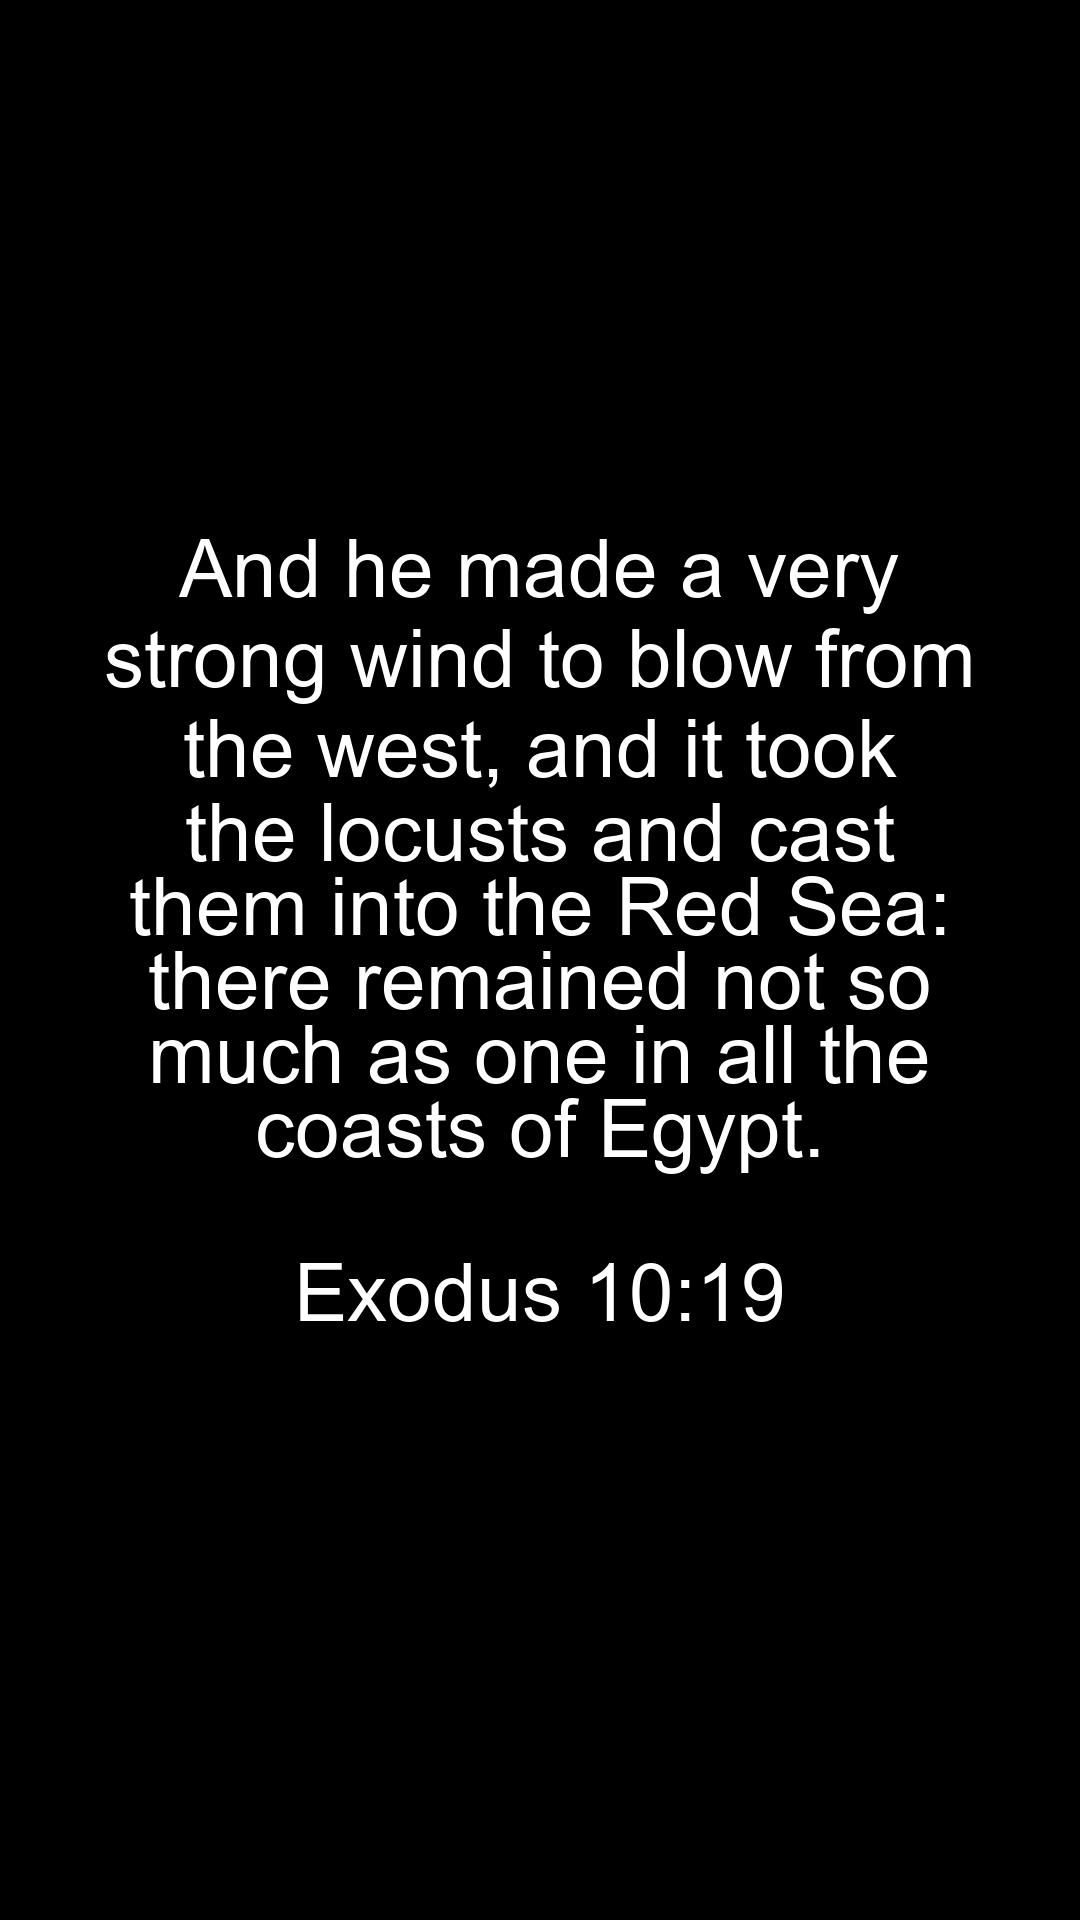 And he made a very
strong wind to blow from
the west, and it took
the locusts and cast
them into the Red Sea:
there remained not so
much as one in all the
coasts of Egypt.
Exodus 10:19